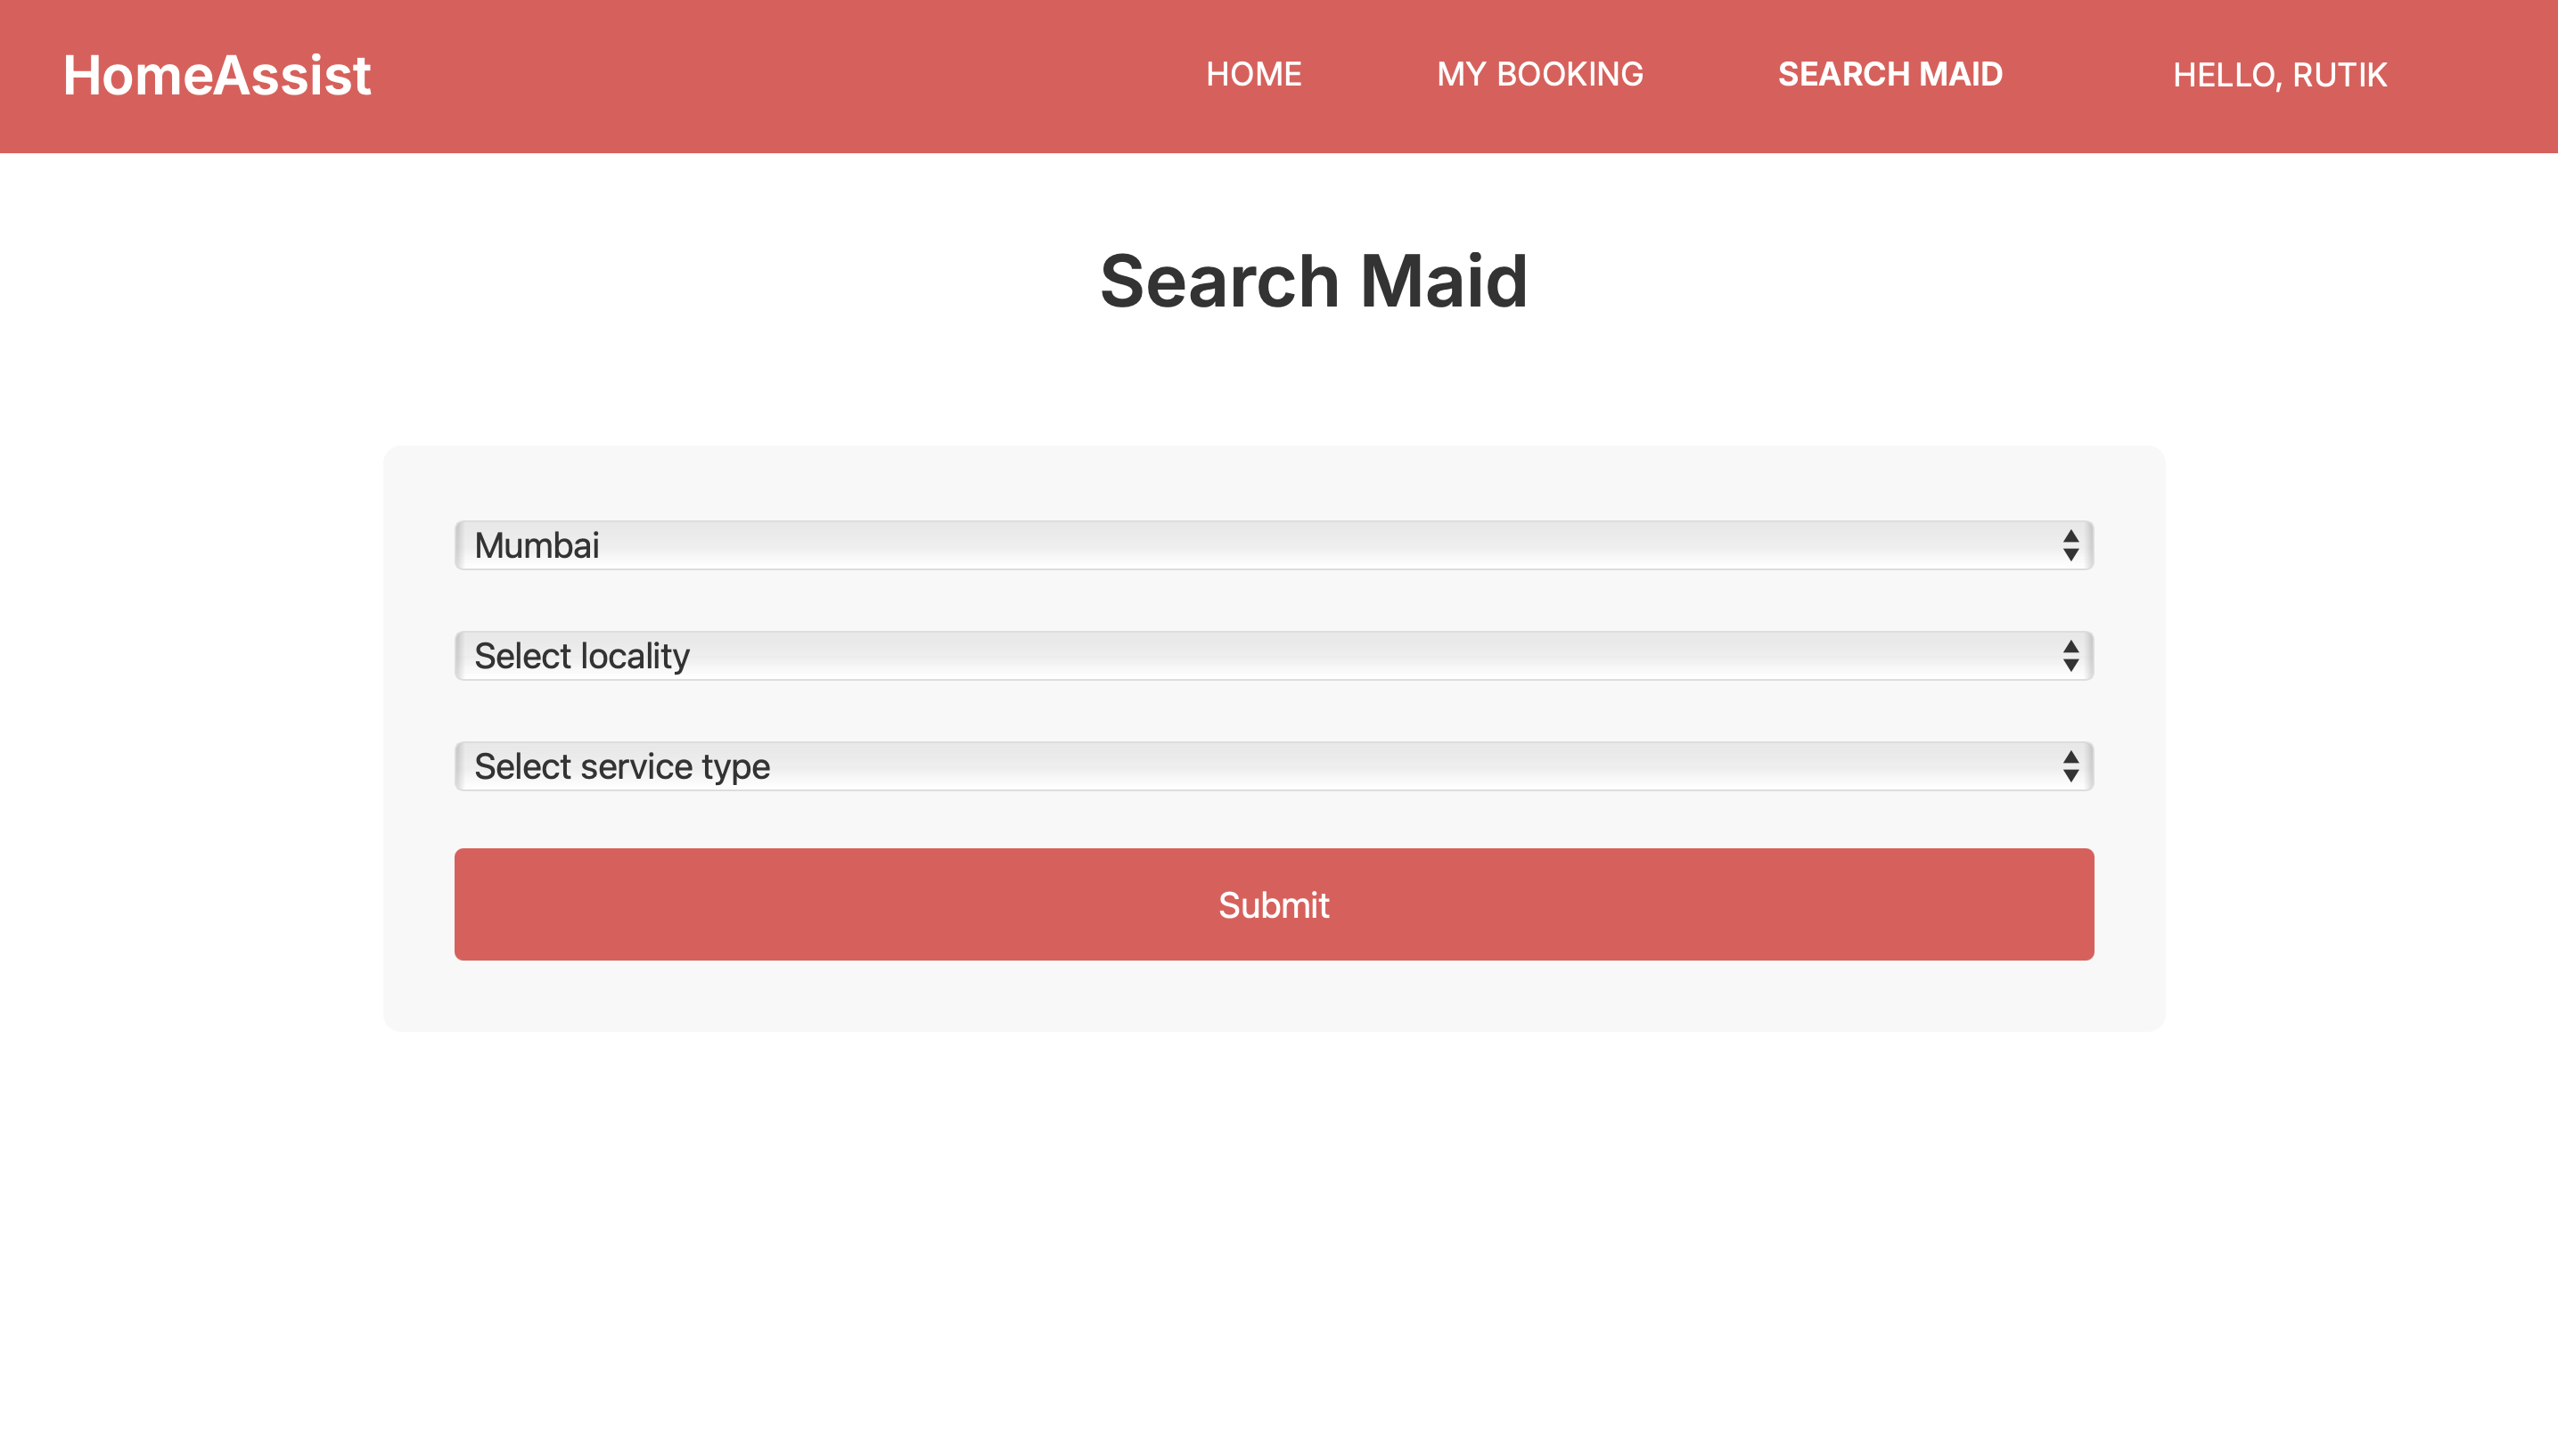 HomeAssist HOME MY BOOKING SEARCH MAID HELLO, RUTIK
Search Maid
Mumbai
Select locality
Select service type
Submit